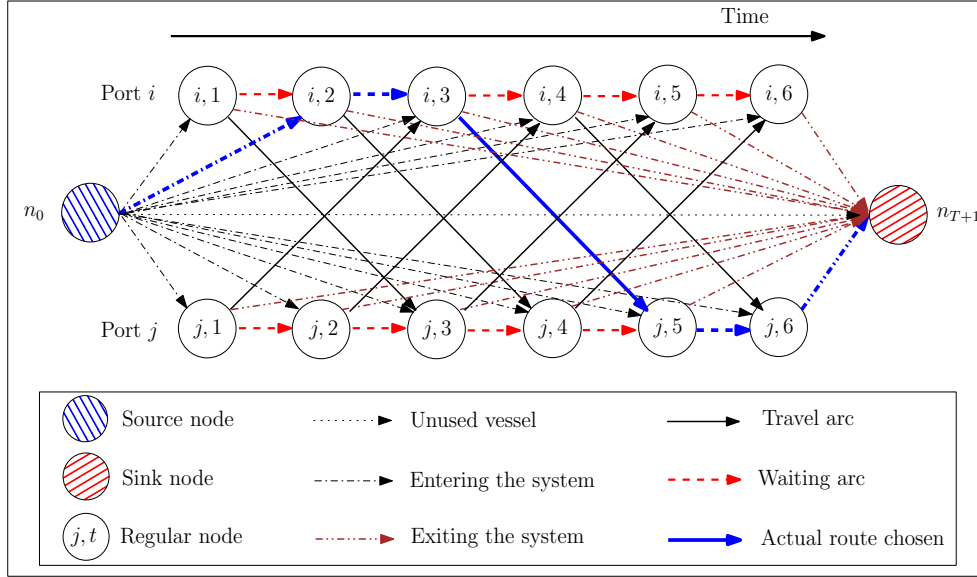 Time
Port i
i, 1
i, 2
i, 3
i, 4
i, 5
i, 6
n0
nT+1
Port j
j, 1
j, 2
j, 3
j, 4
j, 5
j, 6
Source node
Unused vessel
Travel arc
Sink node
Entering the system
Waiting arc
j, t
Regular node
Exiting the system
Actual route chosen